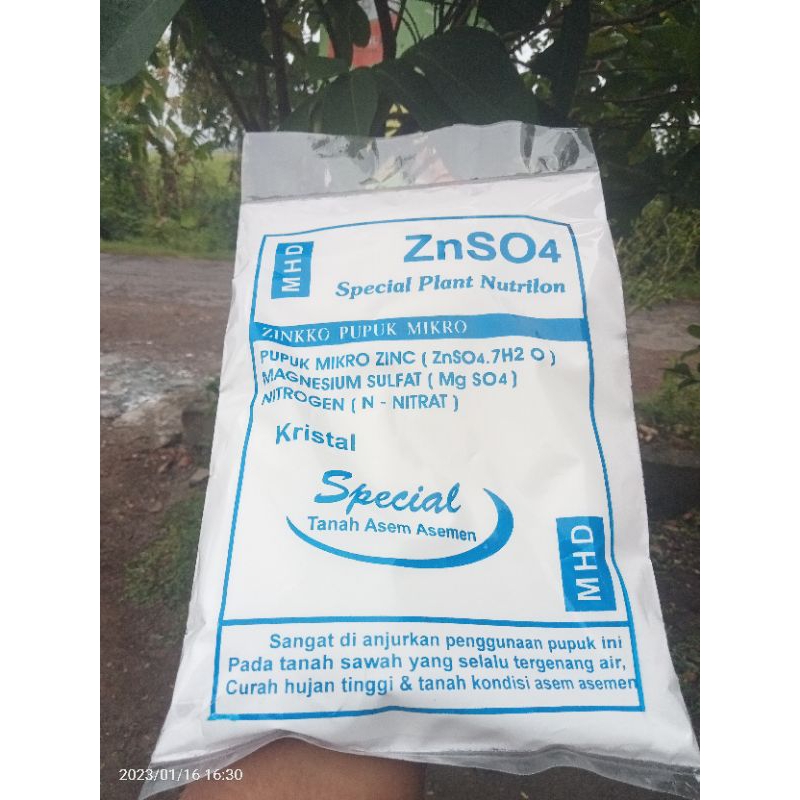 MHD
ZnSO4
Special Plant Nutrilon
ZINKKO PUPUK MIKRO
PUPUK MIKRO ZINC ( ZnSO4.7H2 O )
MAGNESIUM SULFAT ( Mg SO4 )
NITROGEN ( N - NITRAT )
Kristal
Special
Tanah Asem Asemen
MHD
Sangat di anjurkan penggunaan pupuk ini
Pada tanah sawah yang selalu tergenang air,
Curah hujan tinggi & tanah kondisi asem asemen
2023/01/16 16:30